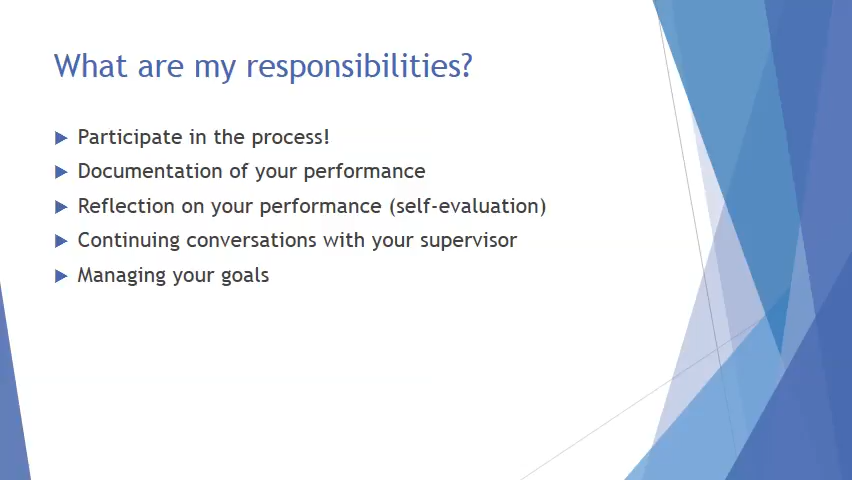 What are my responsibilities?
Participate in the process!
Documentation of your performance
Reflection on your performance (self-evaluation)
Continuing conversations with your supervisor
Managing your goals